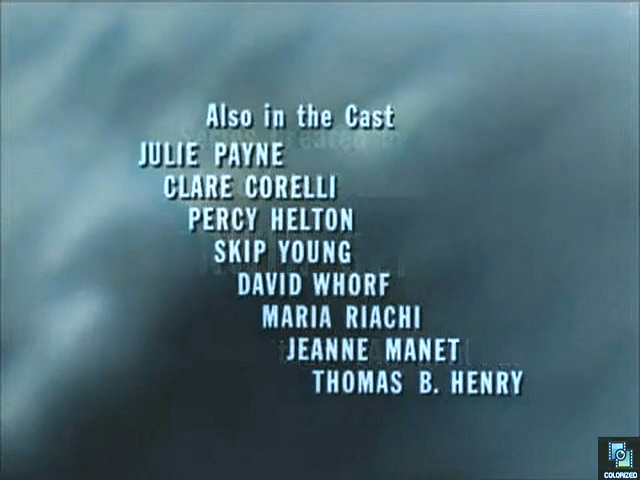 Also in the Cast
JULIE PAYNE
CLARE CORELLI
PERCY HELTON
SKIP YOUNG
DAVID WHORF
MARIA RIACHI
JEANNE MANET
THOMAS B. HENRY
COLORIZED